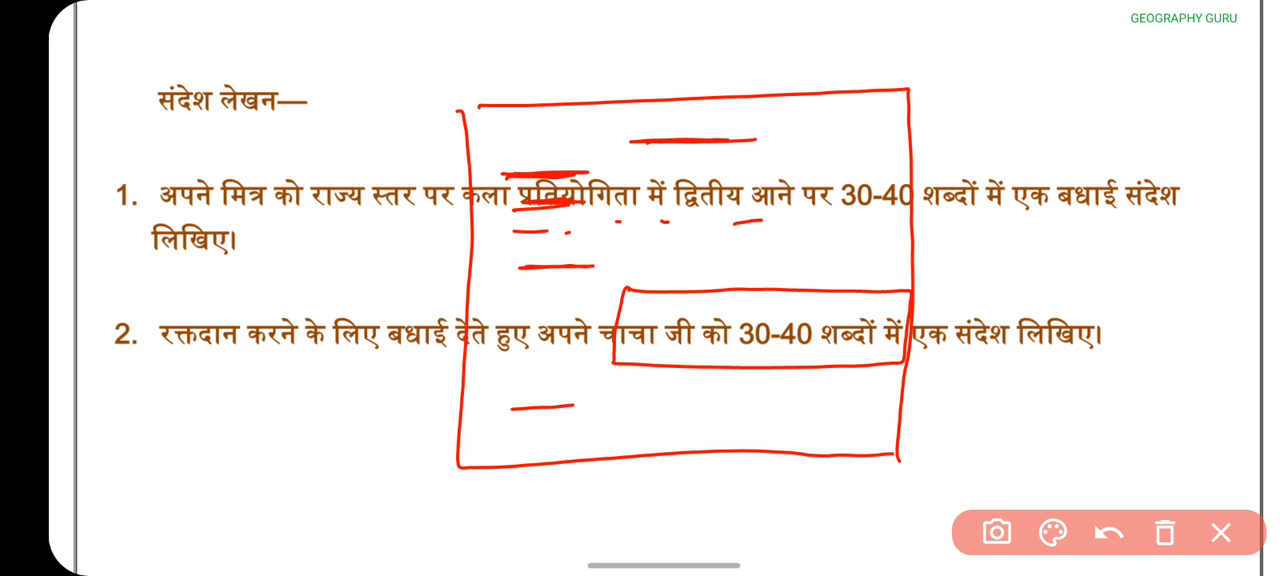 GEOGRAPHY GURU
संदेश लेखन—
1. अपने मित्र को राज्य स्तर पर कला प्रतियोगिता में द्वितीय आने पर 30-40 शब्दों में एक बधाई संदेश
लिखिए।
2. रक्तदान करने के लिए बधाई देते हुए अपने चाचा जी को 30-40 शब्दों में एक संदेश लिखिए।